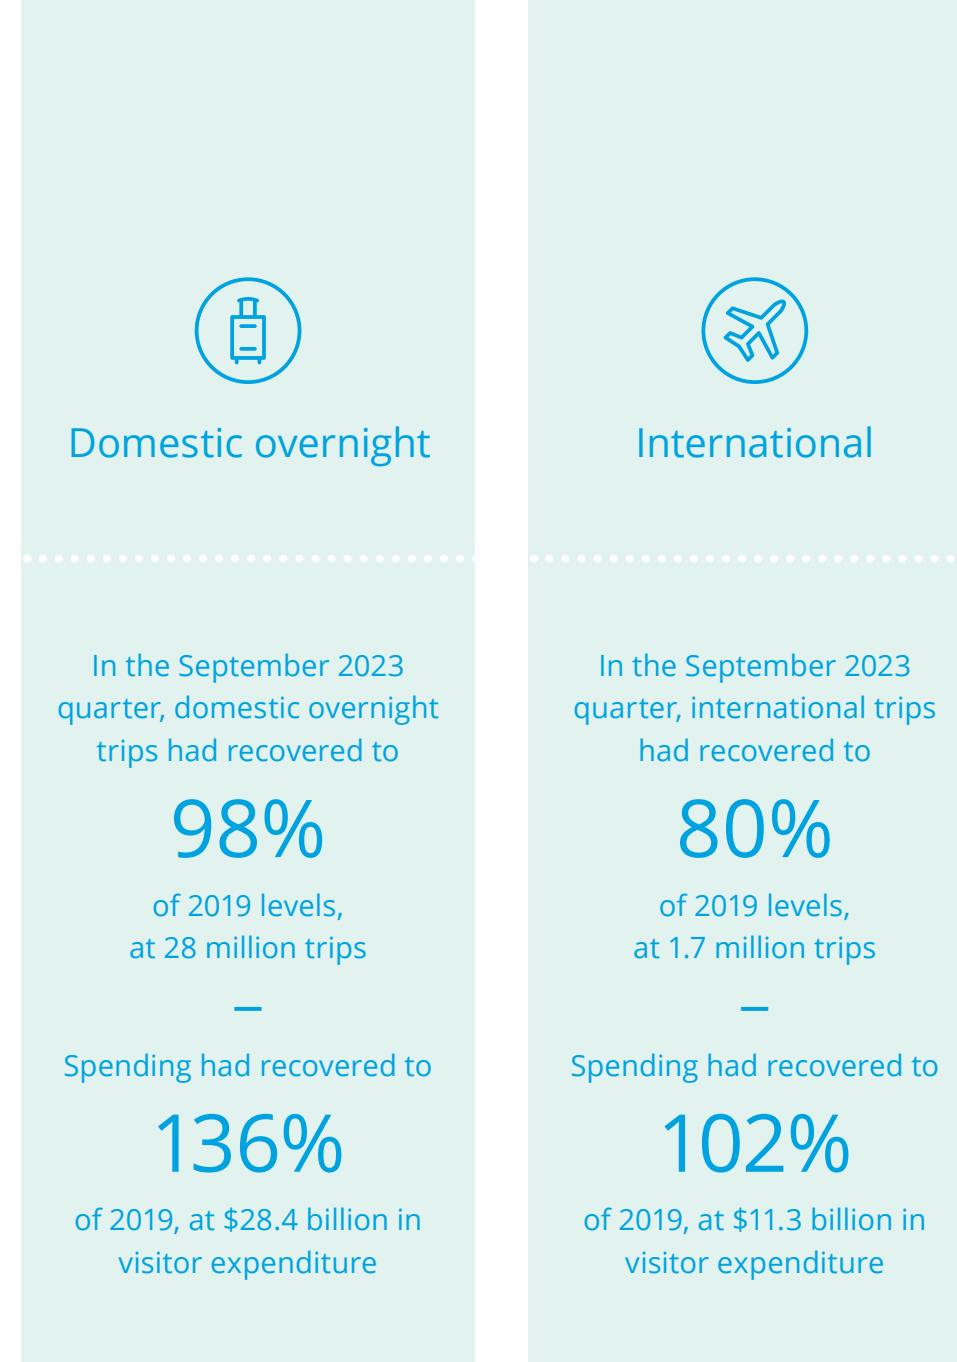 Domestic overnight
In the September 2023
quarter, domestic overnight
trips had recovered to
98%
of 2019 levels,
at 28 million trips
–
Spending had recovered to
136%
of 2019, at $28.4 billion in
visitor expenditure
International
In the September 2023
quarter, international trips
had recovered to
80%
of 2019 levels,
at 1.7 million trips
–
Spending had recovered to
102%
of 2019, at $11.3 billion in
visitor expenditure